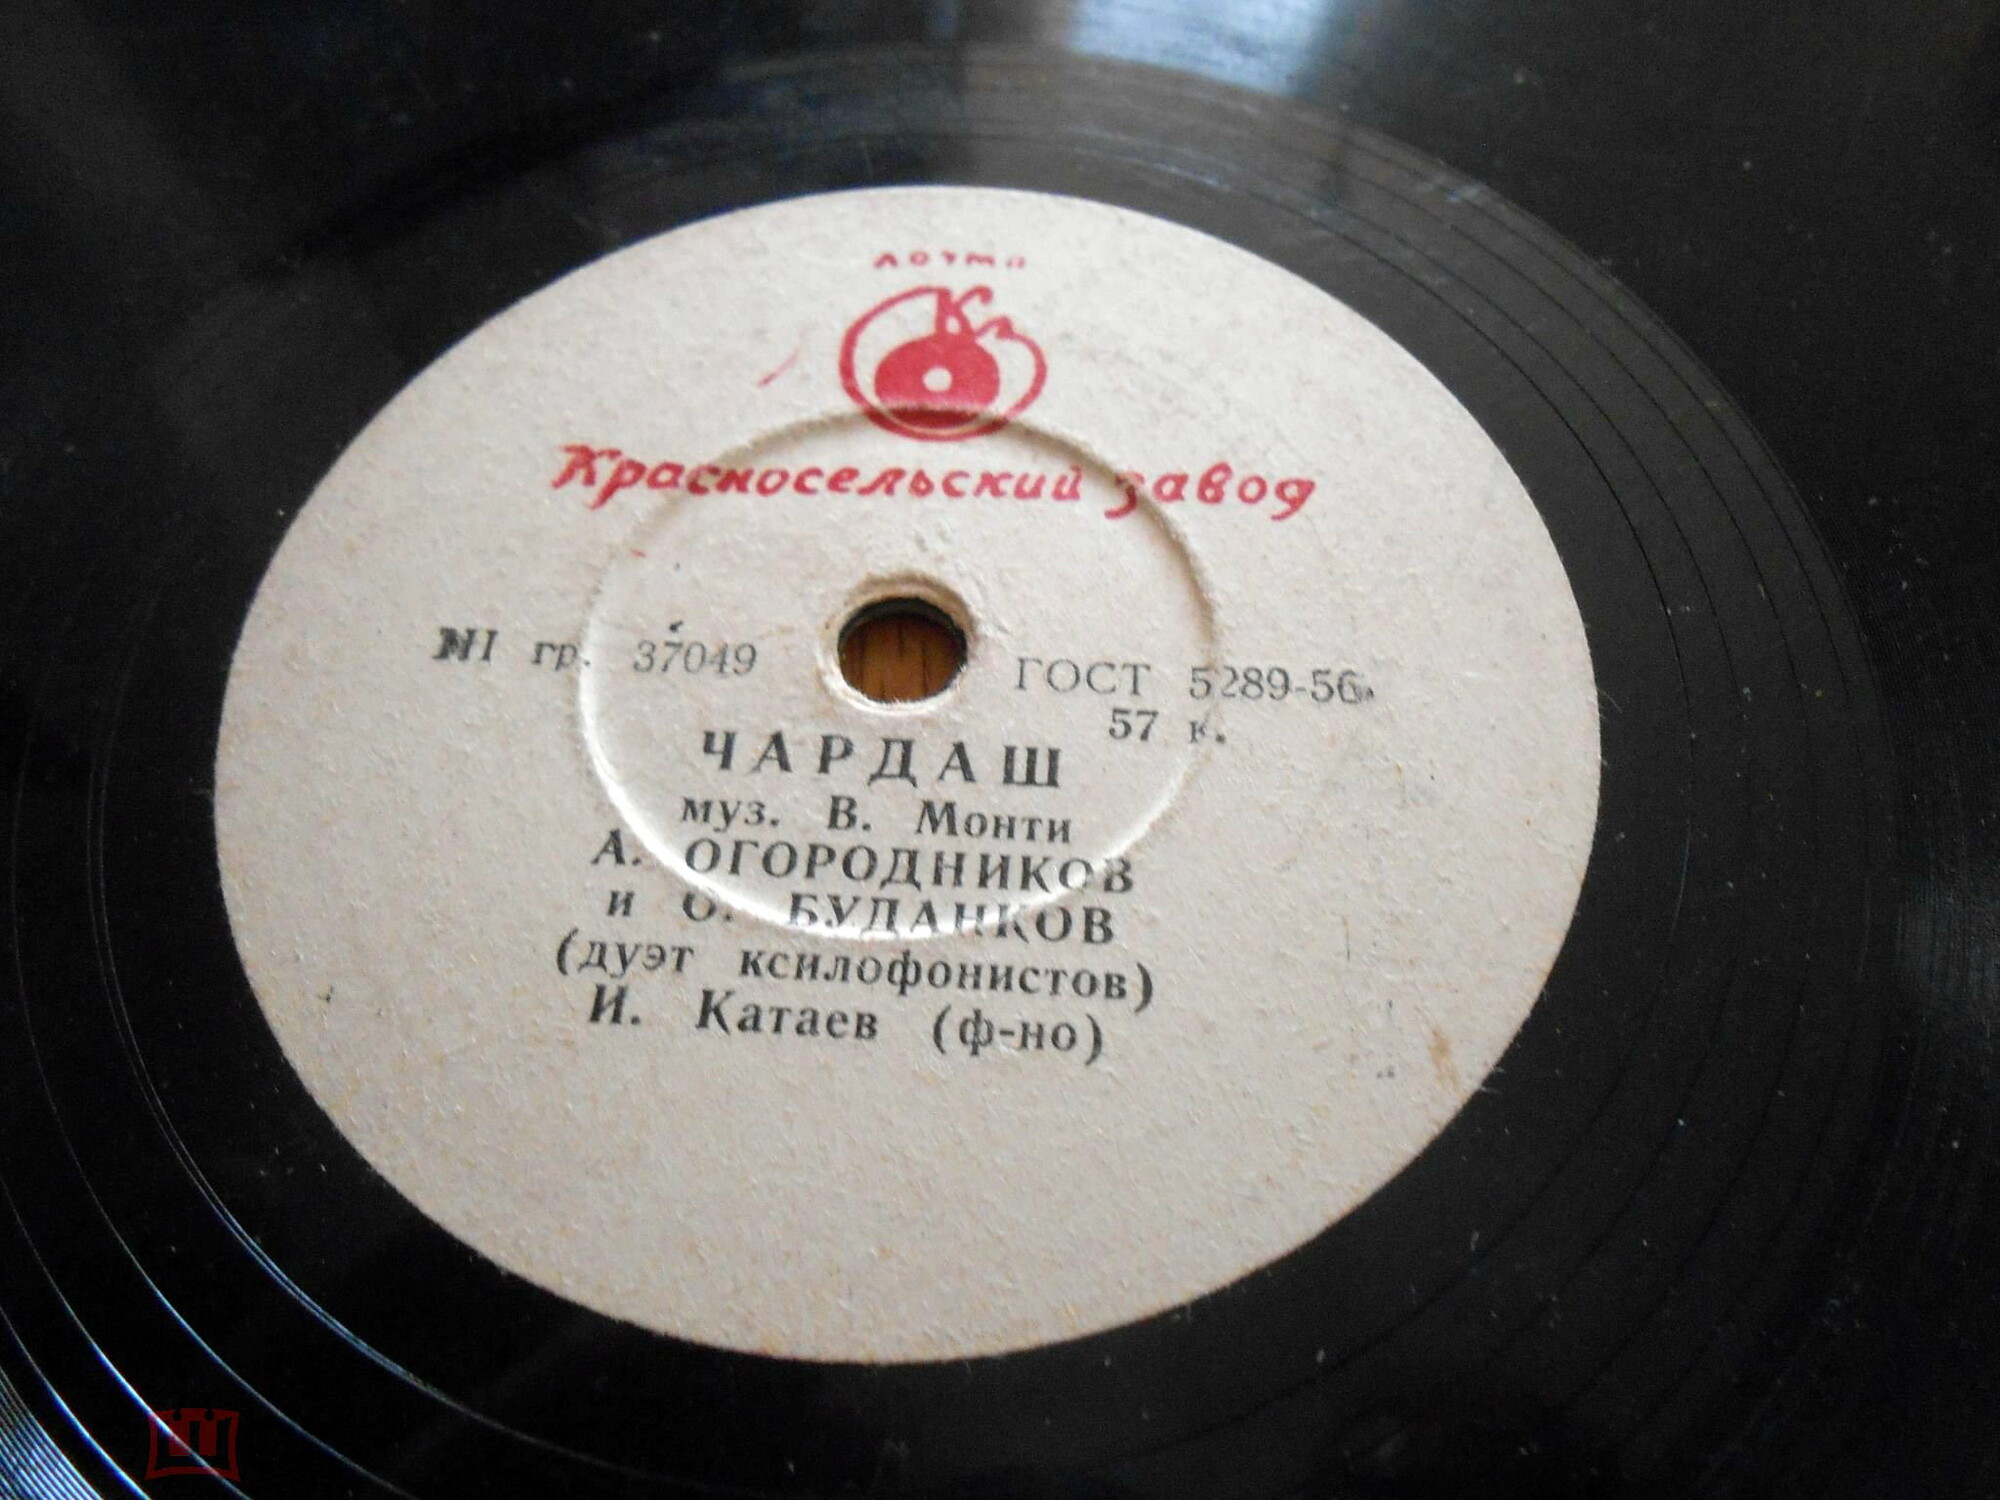 Красносельский завод
гр. 37049 ГОСТ 5289-56
57 к.
ЧАРДАШ
муз. В. Монти
А. ОГОРОДНИКОВ
и О. БУДАНКОВ
(дуэт ксилофонистов)
И. Катаев (ф-но)